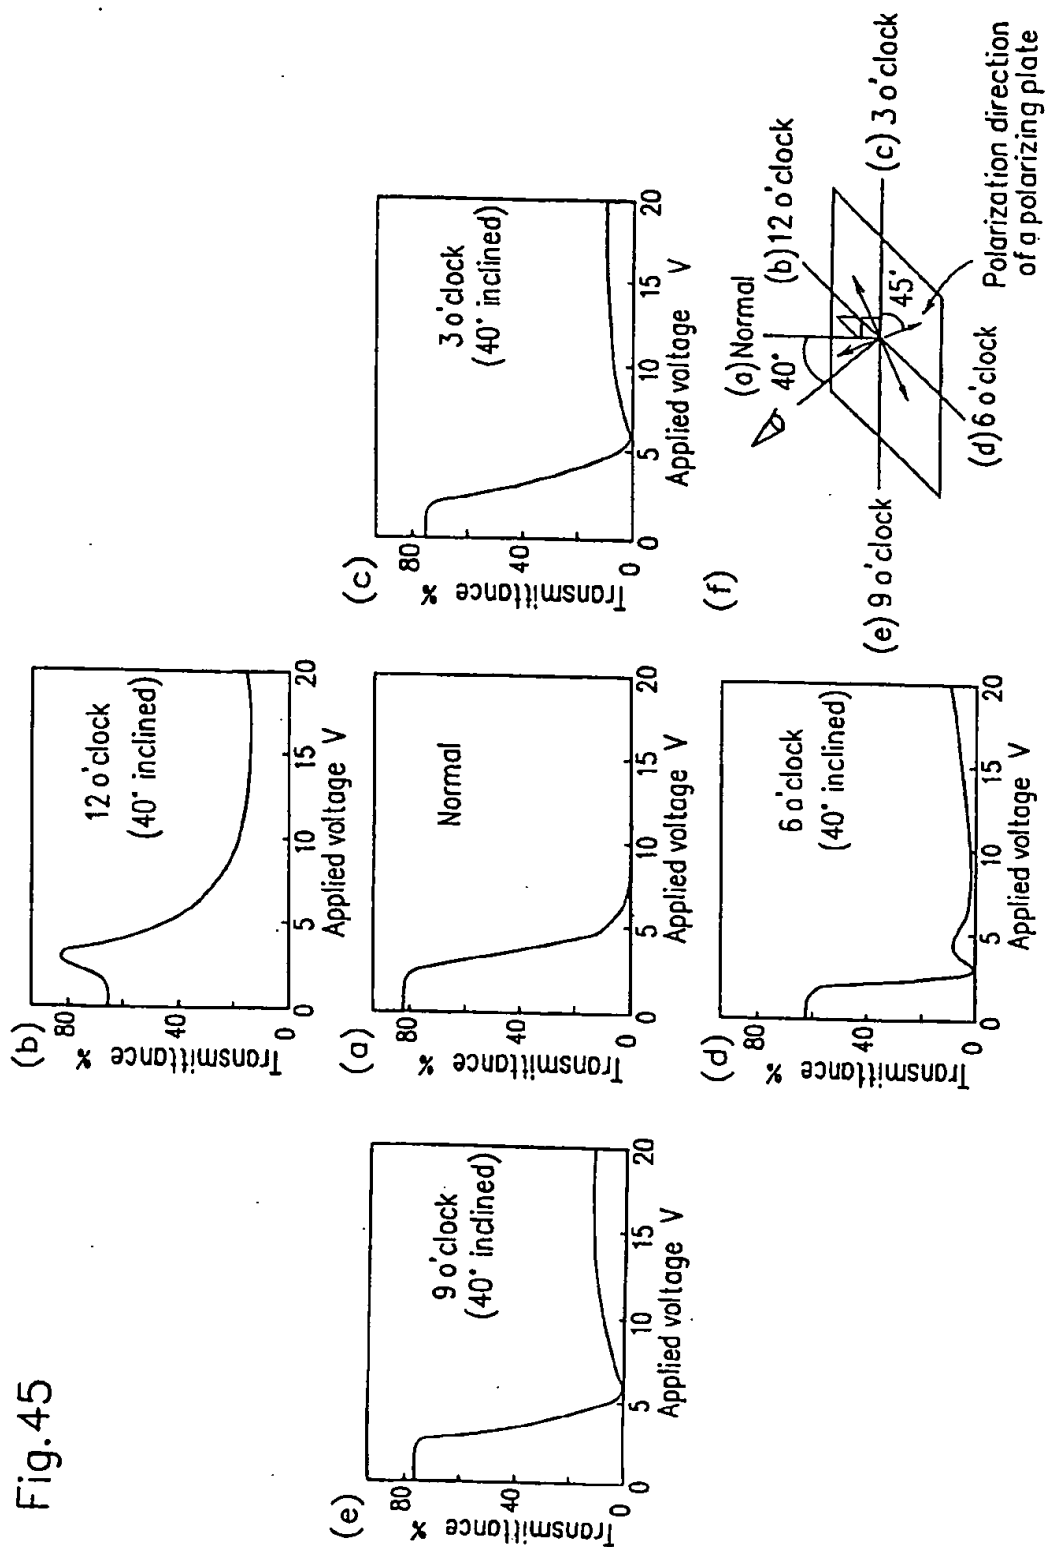 Fig.45
(b)
12 o'clock
(40° inclined)
Transmittance %
80
40
0
0
5
10
15
20
Applied voltage V
(e)
9 o'clock
(40° inclined)
Transmittance %
80
40
0
0
5
10
15
20
Applied voltage V
(a)
Normal
Transmittance %
80
40
0
0
5
10
15
20
Applied voltage V
(c)
3 o'clock
(40° inclined)
Transmittance %
80
40
0
0
5
10
15
20
Applied voltage V
(d)
6 o'clock
(40° inclined)
Transmittance %
80
40
0
0
5
10
15
20
Applied voltage V
(f)
(a) Normal
40°
(b) 12 o'clock
(e) 9 o'clock
(c) 3 o'clock
45°
(d) 6 o'clock
Polarization direction
of a polarizing plate